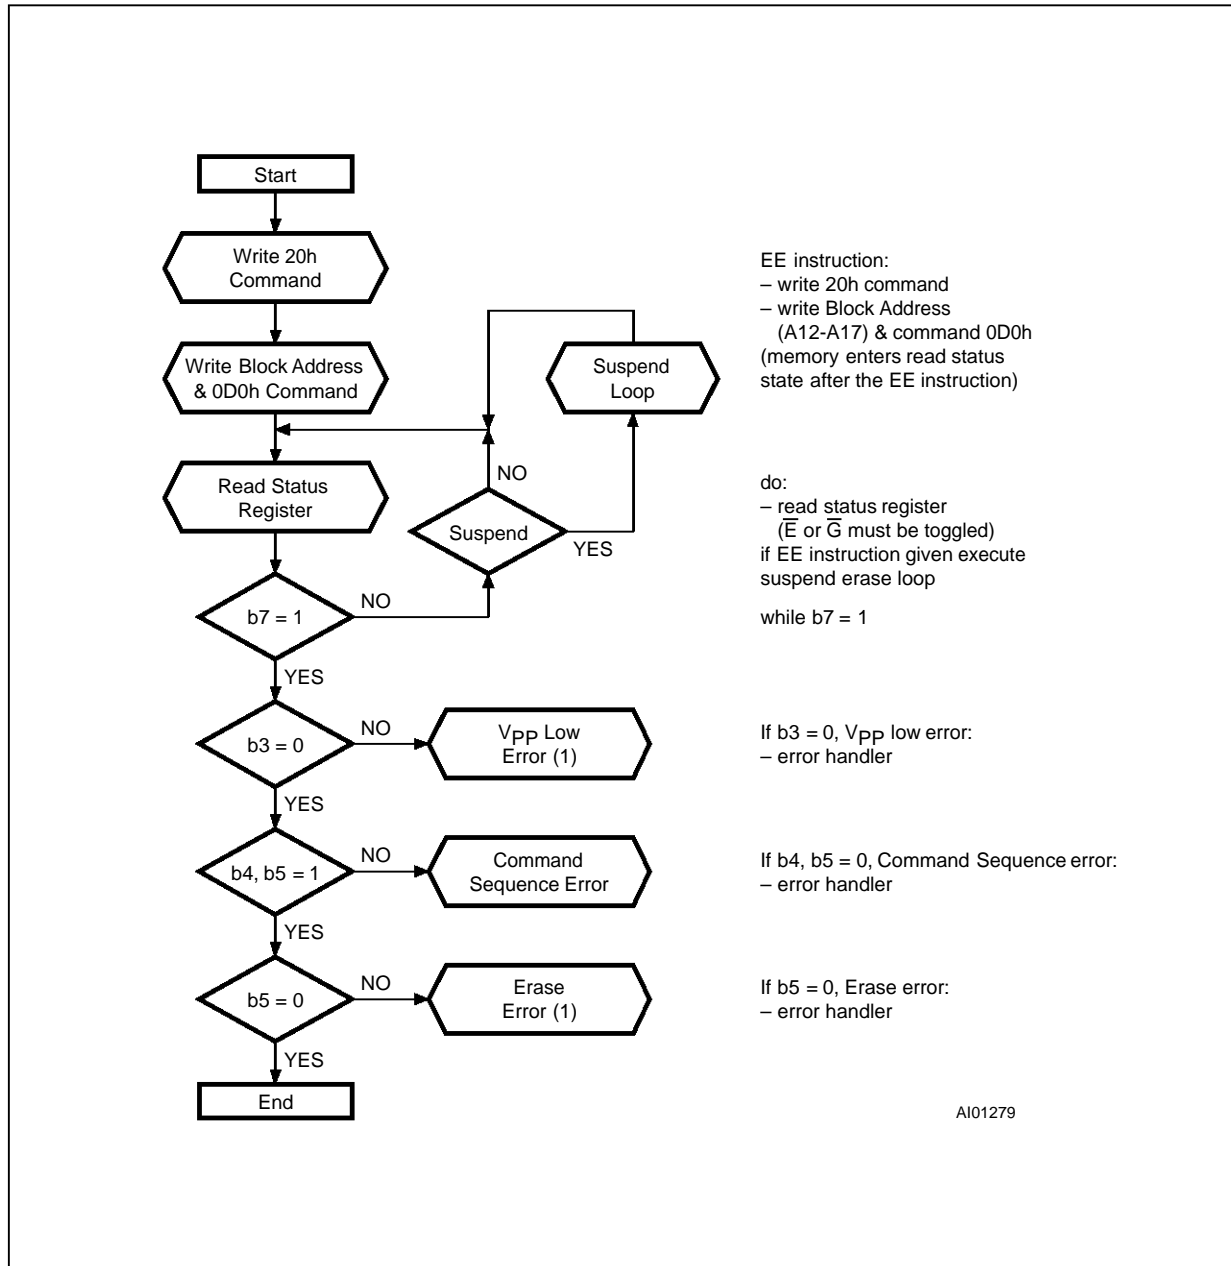 Start
Write 20h
Command
Write Block Address
& 0D0h Command
Read Status
Register
b7 = 1
NO
YES
Suspend
NO
YES
Suspend
Loop
b3 = 0
NO
YES
VPP Low
Error (1)
b4, b5 = 1
NO
YES
Command
Sequence Error
b5 = 0
NO
YES
Erase
Error (1)
End
EE instruction:
– write 20h command
– write Block Address
(A12-A17) & command 0D0h
(memory enters read status
state after the EE instruction)
do:
– read status register
(E̅ or G̅ must be toggled)
if EE instruction given execute
suspend erase loop
while b7 = 1
If b3 = 0, VPP low error:
– error handler
If b4, b5 = 0, Command Sequence error:
– error handler
If b5 = 0, Erase error:
– error handler
AI01279